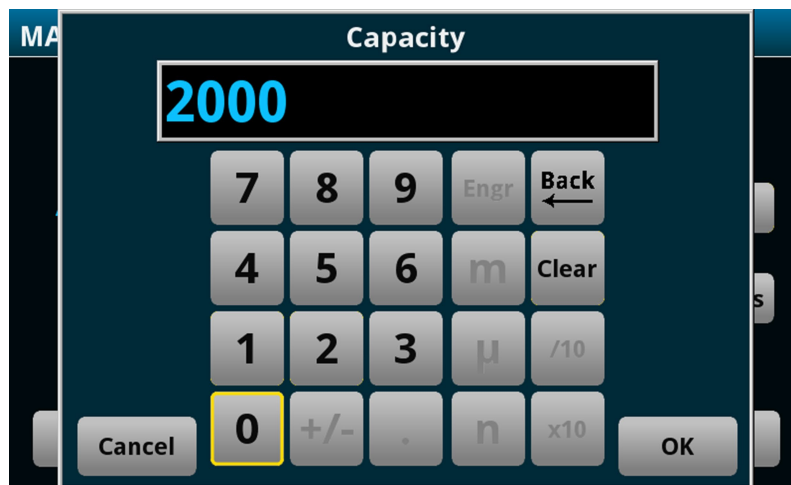 MA
Capacity
2000
7 8 9 Engr Back
4 5 6 m Clear
1 2 3 µ /10
0 +/- . n x10
Cancel OK
s